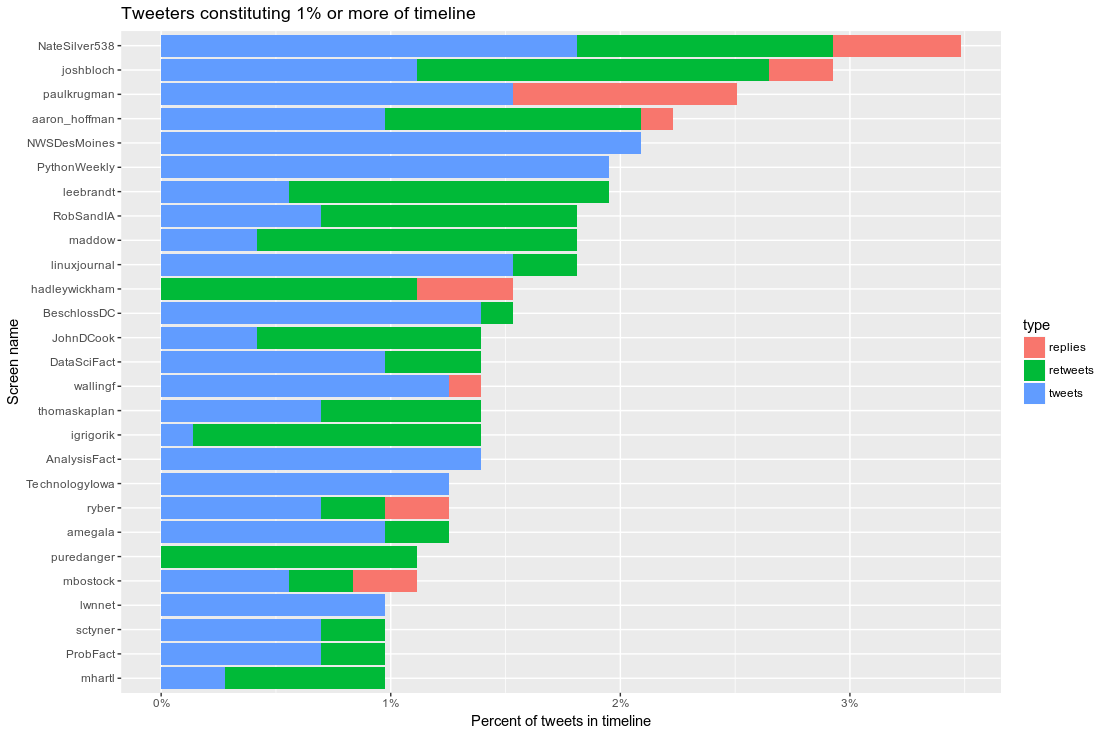 Tweeters constituting 1% or more of timeline
NateSilver538
joshbloch
paulkrugman
aaron_hoffman
NWSDesMoines
PythonWeekly
leebrandt
RobSandIA
maddow
linuxjournal
hadleywickham
BeschlossDC
JohnDCook
DataSciFact
wallingf
thomaskaplan
igrigorik
AnalysisFact
TechnologyIowa
ryber
amegala
puredanger
mbostock
lwnnet
sctyner
ProbFact
mhartl
Screen name
0% 1% 2% 3%
Percent of tweets in timeline
type
replies
retweets
tweets